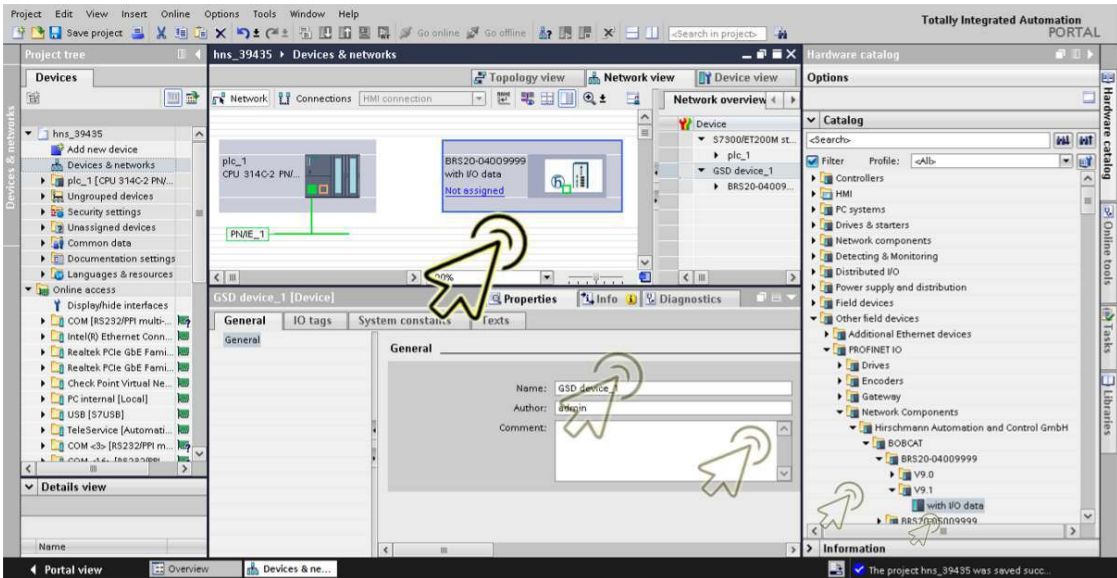 Project Edit View Insert Online Options Tools Window Help
Totally Integrated Automation
PORTAL
Save project
Go online
Go offline
<Search in project>
Project tree
hns_39435 ▸ Devices & networks
Hardware catalog
Devices
Topology view
Network view
Device view
Options
Network
Connections
HMI connection
Network overview
Catalog
Device
<Search>
Filter
Profile:
<All>
hns_39435
Add new device
Devices & networks
plc_1 [CPU 314C-2 PN/...
Ungrouped devices
Security settings
Unassigned devices
Common data
Documentation settings
Languages & resources
Online access
Display/hide interfaces
COM [RS232/PPI multi-...
Intel(R) Ethernet Conn...
Realtek PCIe GbE Fami...
Realtek PCIe GbE Fami...
Check Point Virtual Ne...
PC internal [Local]
USB [S7USB]
TeleService [Automati...
COM <3> [RS232/PPI m...
Details view
Name
plc_1
CPU 314C-2 PN/...
BRS20-04009999
with I/O data
Not assigned
PN/IE_1
S7300/ET200M st...
plc_1
GSD device_1
BRS20-04009...
GSD device_1 [Device]
Properties
Info
Diagnostics
General
IO tags
System constants
Texts
General
General
Name:
GSD device_1
Author:
admin
Comment:
Controllers
HMI
PC systems
Drives & starters
Network components
Detecting & Monitoring
Distributed I/O
Power supply and distribution
Field devices
Other field devices
Additional Ethernet devices
PROFINET IO
Drives
Encoders
Gateway
Network Components
Hirschmann Automation and Control GmbH
BOBCAT
BRS20-04009999
V9.0
V9.1
with I/O data
Information
Devices & networks
Hardware catalog
Online tools
Tasks
Libraries
Portal view
Overview
Devices & ne...
The project hns_39435 was saved succ...